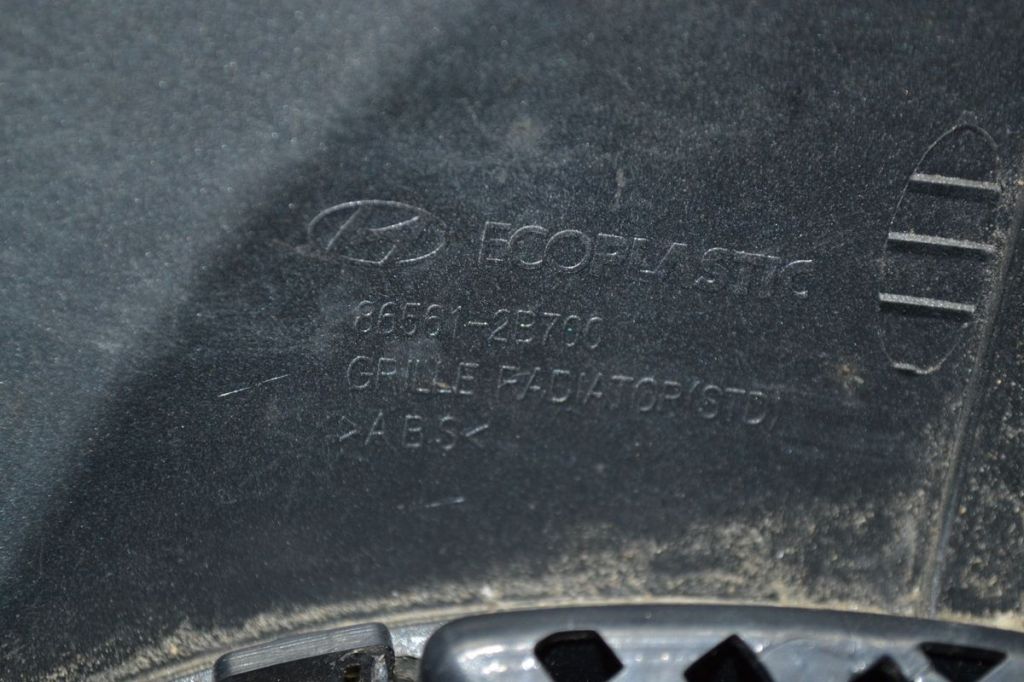 ECOPLASTIC
86561-2B700
GRILLE RADIATOR(STD)
>ABS<